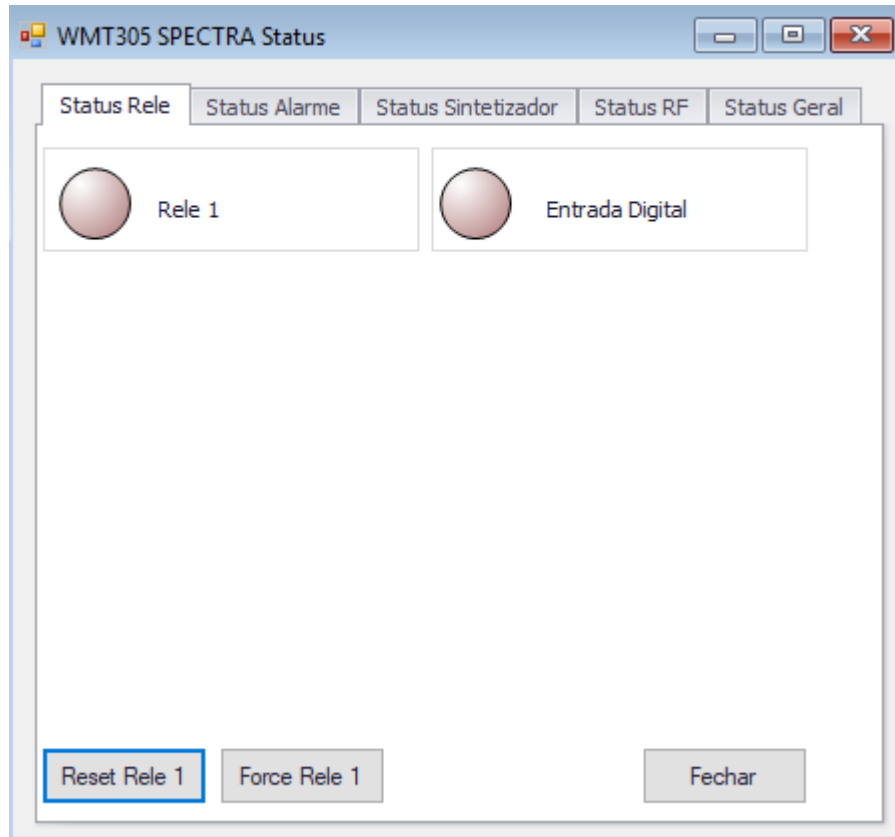 WMT305 SPECTRA Status
Status Rele Status Alarme Status Sintetizador Status RF Status Geral
Rele 1 Entrada Digital
Reset Rele 1 Force Rele 1 Fechar